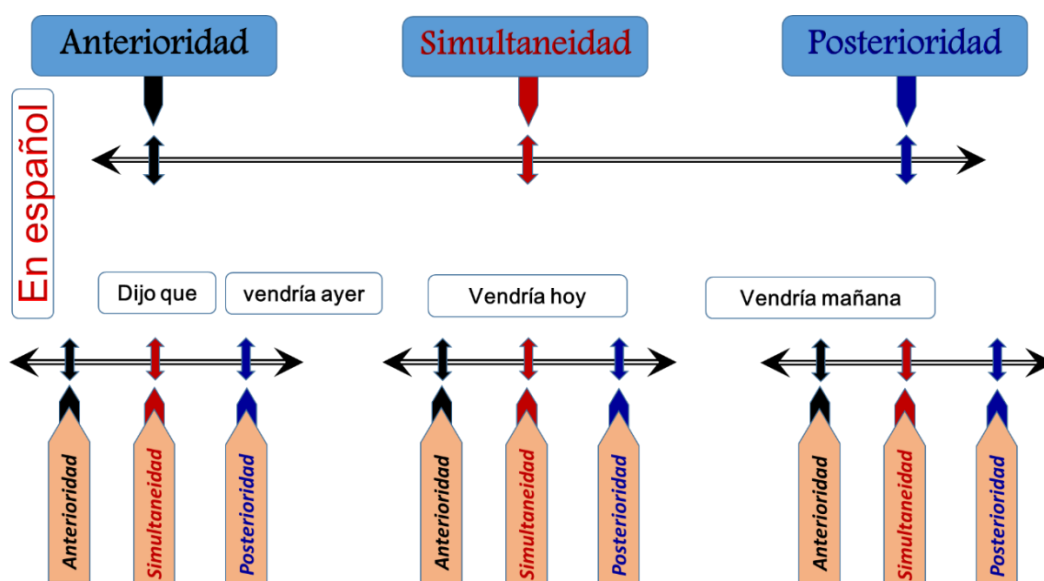 Anterioridad
Simultaneidad
Posterioridad
En español
Dijo que
vendría ayer
Vendría hoy
Vendría mañana
Anterioridad
Simultaneidad
Posterioridad
Anterioridad
Simultaneidad
Posterioridad
Anterioridad
Simultaneidad
Posterioridad